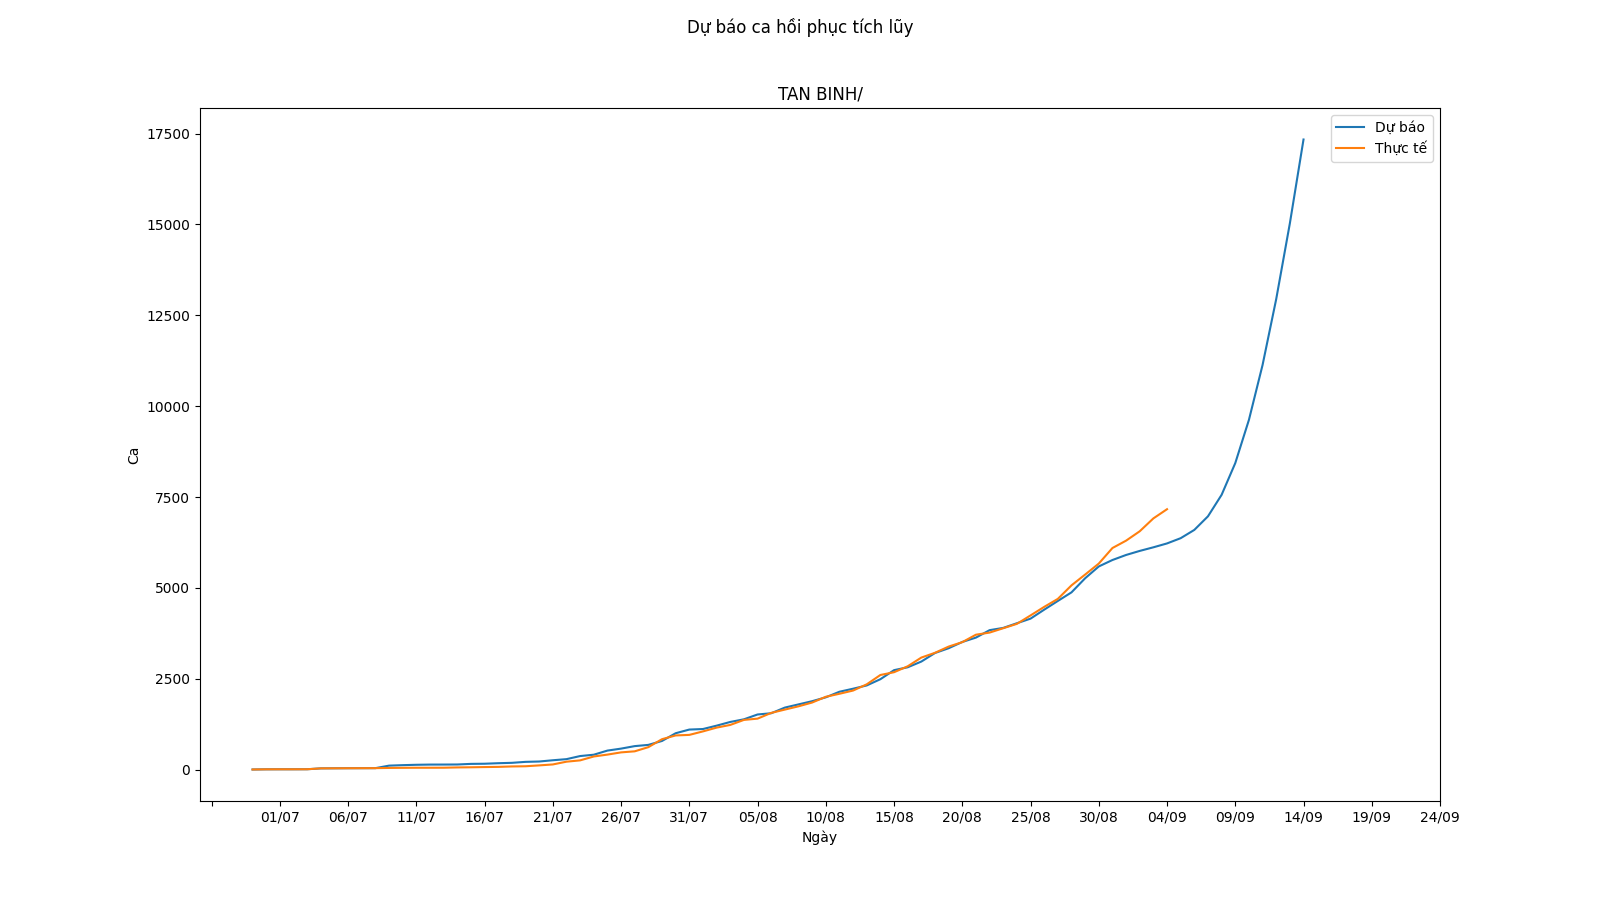 Dự báo ca hồi phục tích lũy
TAN BINH/
Dự báo
Thực tế
17500
15000
12500
10000
7500
5000
2500
0
Ca
01/07 06/07 11/07 16/07 21/07 26/07 31/07 05/08 10/08 15/08 20/08 25/08 30/08 04/09 09/09 14/09 19/09 24/09
Ngày